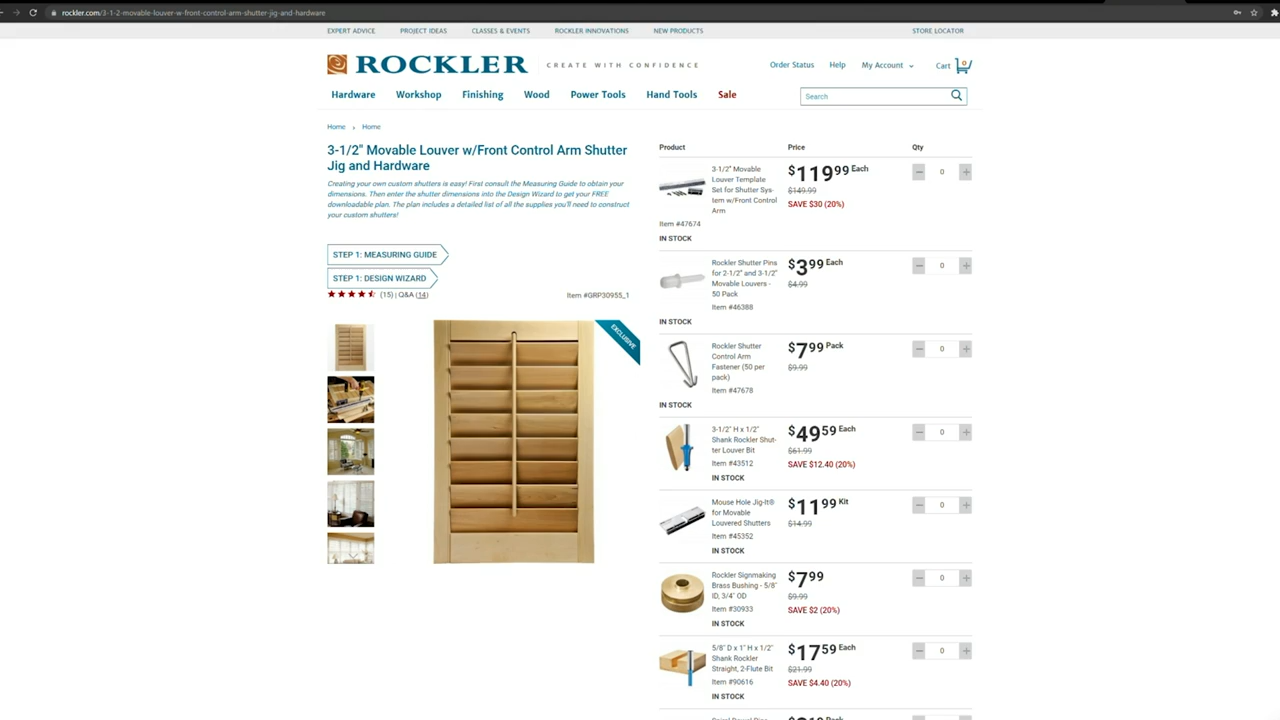 rockler.com/3-1-2-movable-louver-w-front-control-arm-shutter-jig-and-hardware
EXPERT ADVICE PROJECT IDEAS CLASSES & EVENTS ROCKLER INNOVATIONS NEW PRODUCTS STORE LOCATOR
ROCKLER CREATE WITH CONFIDENCE
Order Status Help My Account Cart 0
Hardware Workshop Finishing Wood Power Tools Hand Tools Sale
Search
Home › Home
3-1/2" Movable Louver w/Front Control Arm Shutter
Jig and Hardware
Creating your own custom shutters is easy! First consult the Measuring Guide to obtain your
dimensions. Then enter the shutter dimensions into the Design Wizard to get your FREE
downloadable plan. The plan includes a detailed list of all the supplies you'll need to construct
your custom shutters!
STEP 1: MEASURING GUIDE
STEP 1: DESIGN WIZARD
(15) | Q&A (14)
Item #GRP30955_1
EXCLUSIVE
Product Price Qty
3-1/2" Movable
Louver Template
Set for Shutter Sys-
tem w/Front Control
Arm
Item #47674
IN STOCK
$119.99 Each
$149.99
SAVE $30 (20%)
0
Rockler Shutter Pins
for 2-1/2" and 3-1/2"
Movable Louvers -
50 Pack
Item #46388
IN STOCK
$3.99 Each
$4.99
0
Rockler Shutter
Control Arm
Fastener (50 per
pack)
Item #47678
IN STOCK
$7.99 Pack
$9.99
0
3-1/2" H x 1/2"
Shank Rockler Shut-
ter Louver Bit
Item #43512
IN STOCK
$49.59 Each
$61.99
SAVE $12.40 (20%)
0
Mouse Hole Jig-It®
for Movable
Louvered Shutters
Item #45352
IN STOCK
$11.99 Kit
$14.99
0
Rockler Signmaking
Brass Bushing - 5/8"
ID, 3/4" OD
Item #30933
IN STOCK
$7.99
$9.99
SAVE $2 (20%)
0
5/8" D x 1" H x 1/2"
Shank Rockler
Straight, 2-Flute Bit
Item #90616
IN STOCK
$17.59 Each
$21.99
SAVE $4.40 (20%)
0